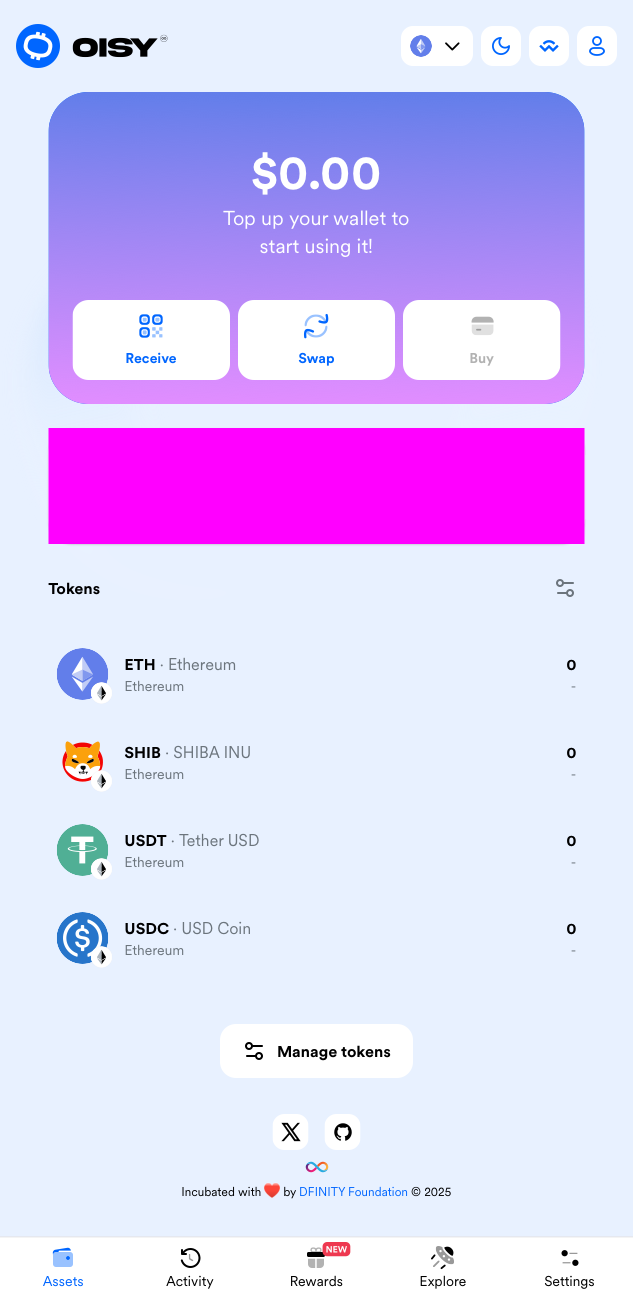 OISY
$0.00
Top up your wallet to
start using it!
Receive
Swap
Buy
Tokens
ETH · Ethereum
0
Ethereum
-
SHIB · SHIBA INU
0
Ethereum
-
USDT · Tether USD
0
Ethereum
-
USDC · USD Coin
0
Ethereum
-
Manage tokens
Incubated with ❤️ by DFINITY Foundation © 2025
NEW
Assets
Activity
Rewards
Explore
Settings